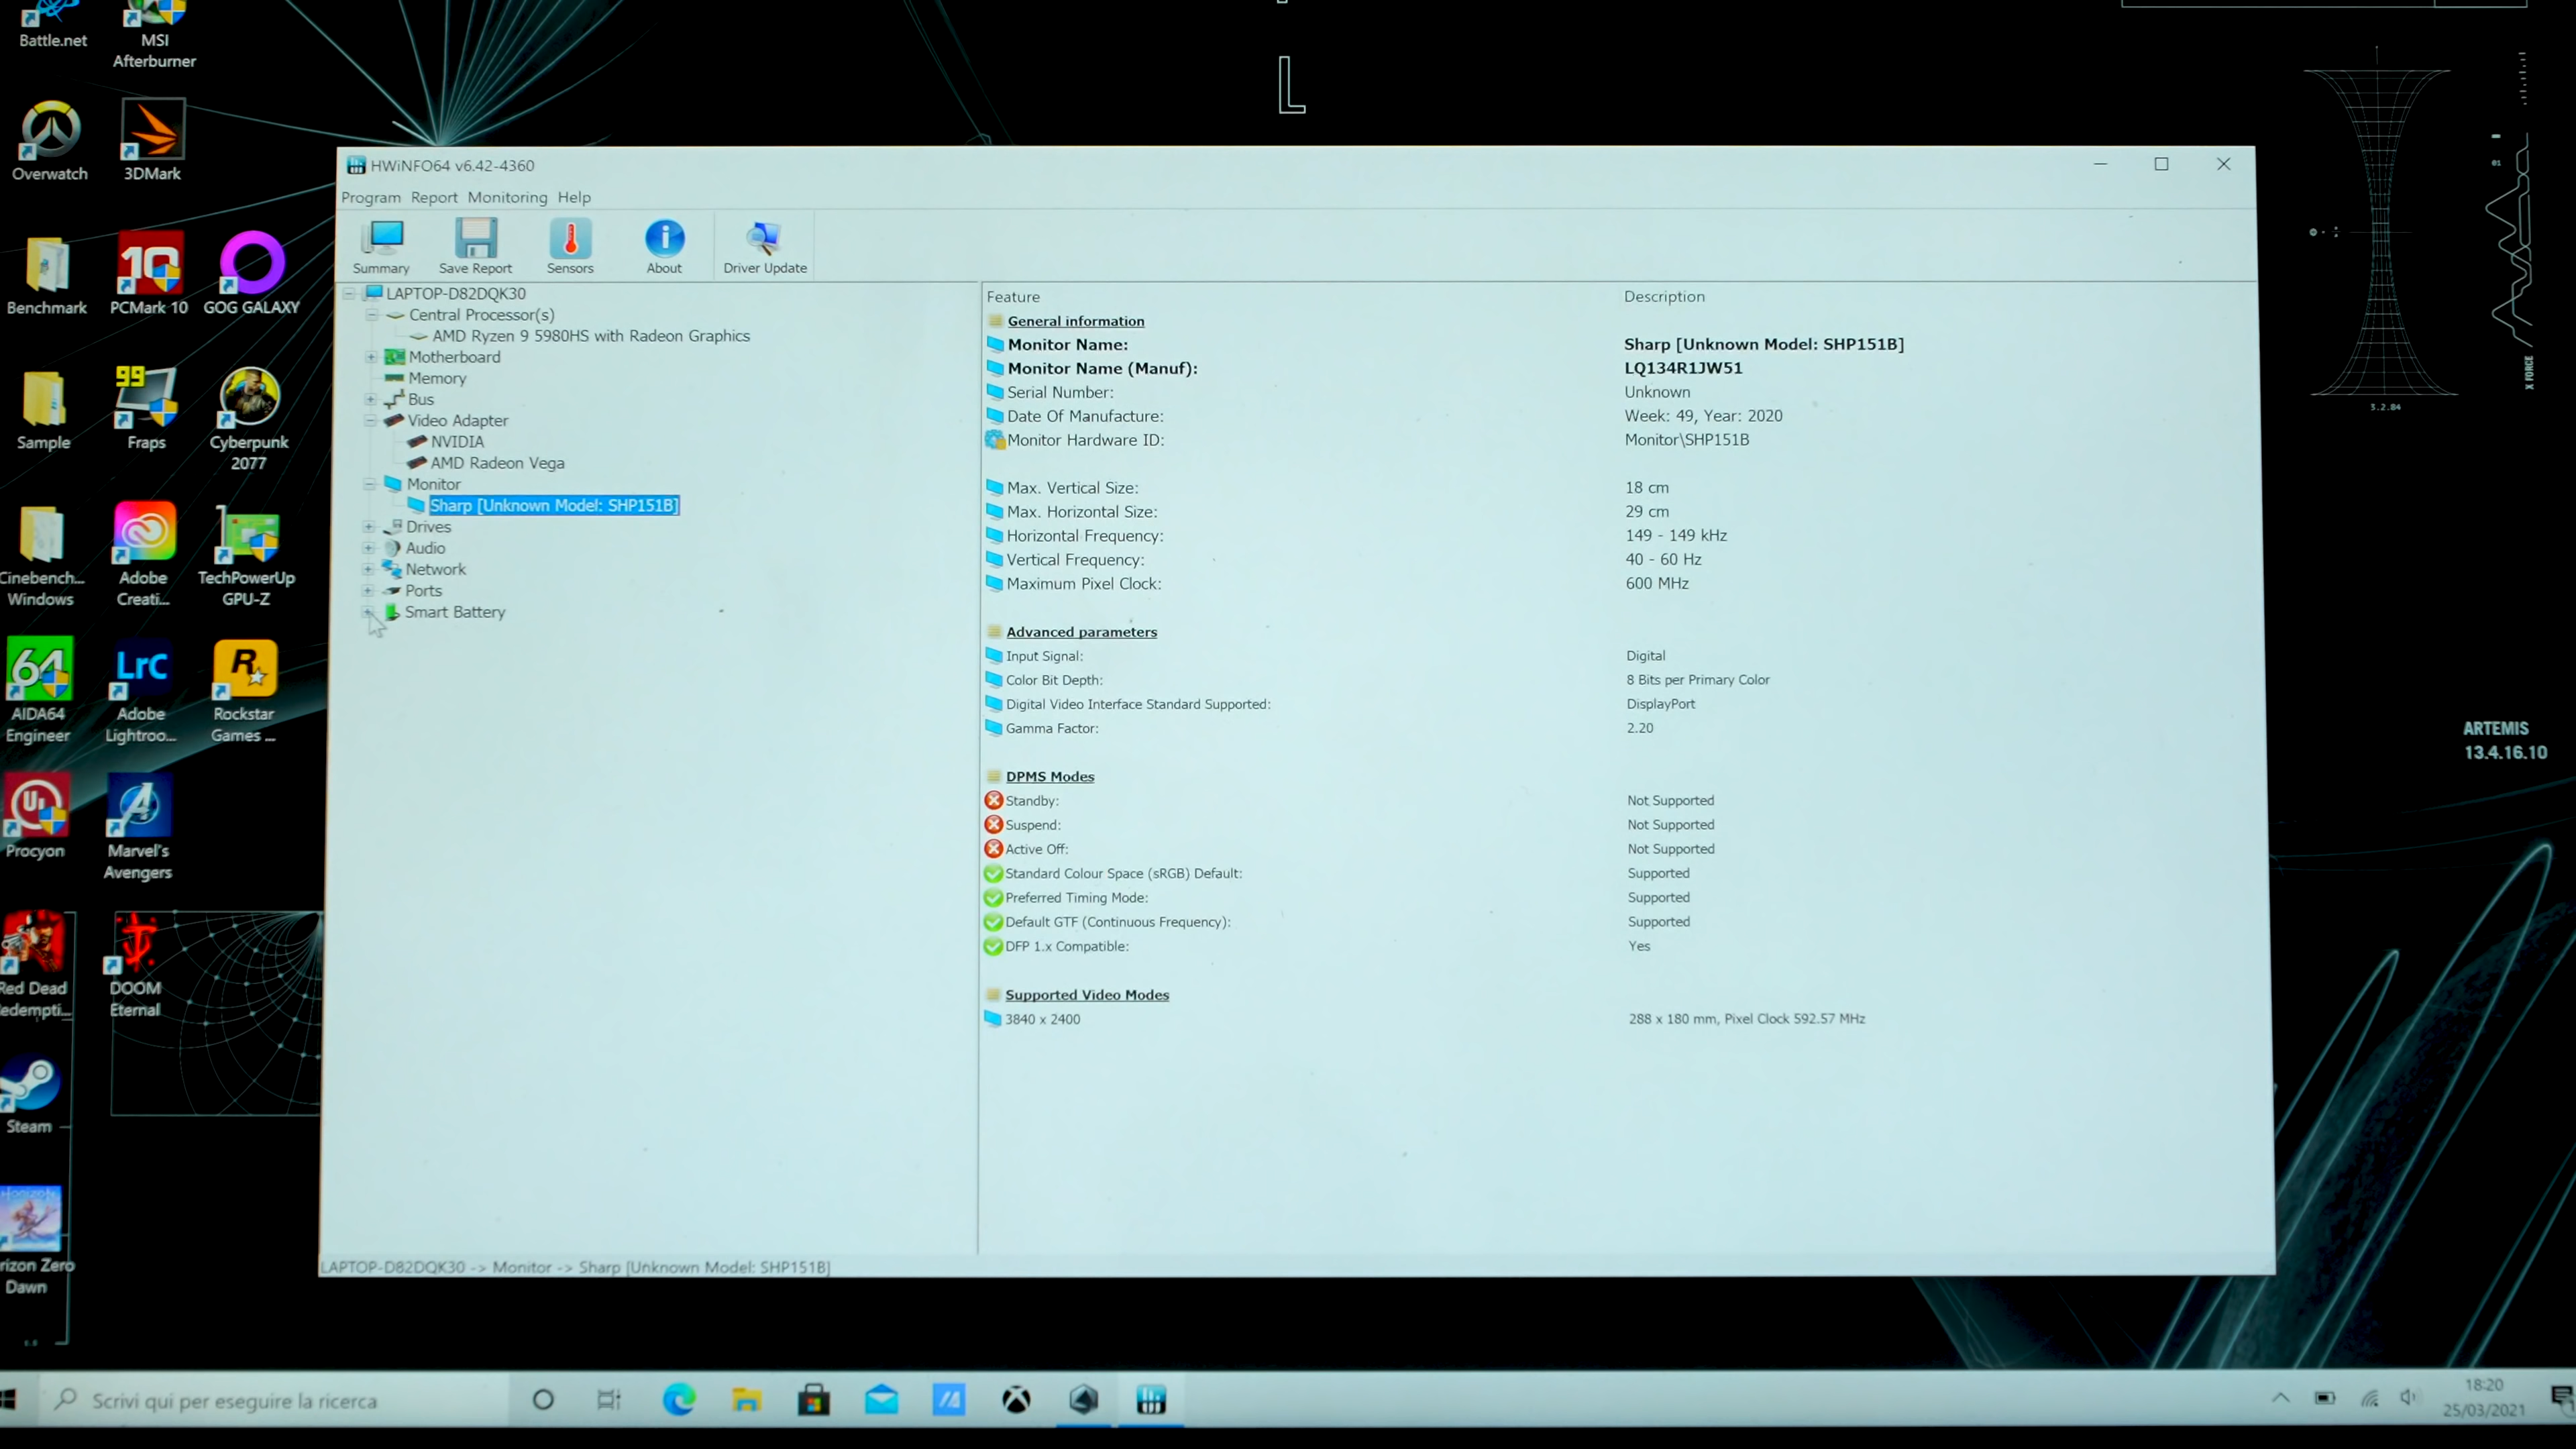 Battle.net
MSI
Afterburner
Overwatch
3DMark
Benchmark
PCMark 10
GOG GALAXY
99
Sample
Fraps
Cyberpunk
2077
Cinebench...
Windows
Adobe
Creati...
TechPowerUp
GPU-Z
64
AIDA64
Engineer
LrC
Adobe
Lightroo...
R
Rockstar
Games ...
Procyon
Marvel's
Avengers
Red Dead
DOOM
Eternal
Steam
Dawn
L
HWiNFO64 v6.42-4360
Program Report Monitoring Help
Summary
Save Report
Sensors
About
Driver Update
LAPTOP-D82DQK30
Central Processor(s)
AMD Ryzen 9 5980HS with Radeon Graphics
Motherboard
Memory
Bus
Video Adapter
NVIDIA
AMD Radeon Vega
Monitor
Sharp [Unknown Model: SHP151B]
Drives
Audio
Network
Ports
Smart Battery
Feature Description
General information
Monitor Name: Sharp [Unknown Model: SHP151B]
Monitor Name (Manuf): LQ134R1JW51
Serial Number: Unknown
Date Of Manufacture: Week: 49, Year: 2020
Monitor Hardware ID: Monitor\SHP151B
Max. Vertical Size: 18 cm
Max. Horizontal Size: 29 cm
Horizontal Frequency: 149 - 149 kHz
Vertical Frequency: 40 - 60 Hz
Maximum Pixel Clock: 600 MHz
Advanced parameters
Input Signal: Digital
Color Bit Depth: 8 Bits per Primary Color
Digital Video Interface Standard Supported: DisplayPort
Gamma Factor: 2.20
DPMS Modes
Standby: Not Supported
Suspend: Not Supported
Active Off: Not Supported
Standard Colour Space (sRGB) Default: Supported
Preferred Timing Mode: Supported
Default GTF (Continuous Frequency): Supported
DFP 1.x Compatible: Yes
Supported Video Modes
3840 x 2400 288 x 180 mm, Pixel Clock 592.57 MHz
LAPTOP-D82DQK30 -> Monitor -> Sharp [Unknown Model: SHP151B]
X FORCE
3.2.84
ARTEMIS
13.4.16.10
Scrivi qui per eseguire la ricerca
18:20
25/03/2021